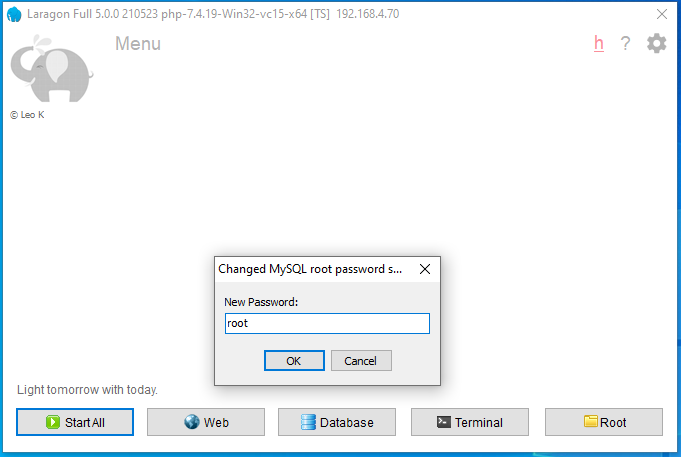 Laragon Full 5.0.0 210523 php-7.4.19-Win32-vc15-x64 [TS] 192.168.4.70
Menu
h ?
© Leo K
Changed MySQL root password s...
New Password:
root
OK Cancel
Light tomorrow with today.
Start All Web Database Terminal Root